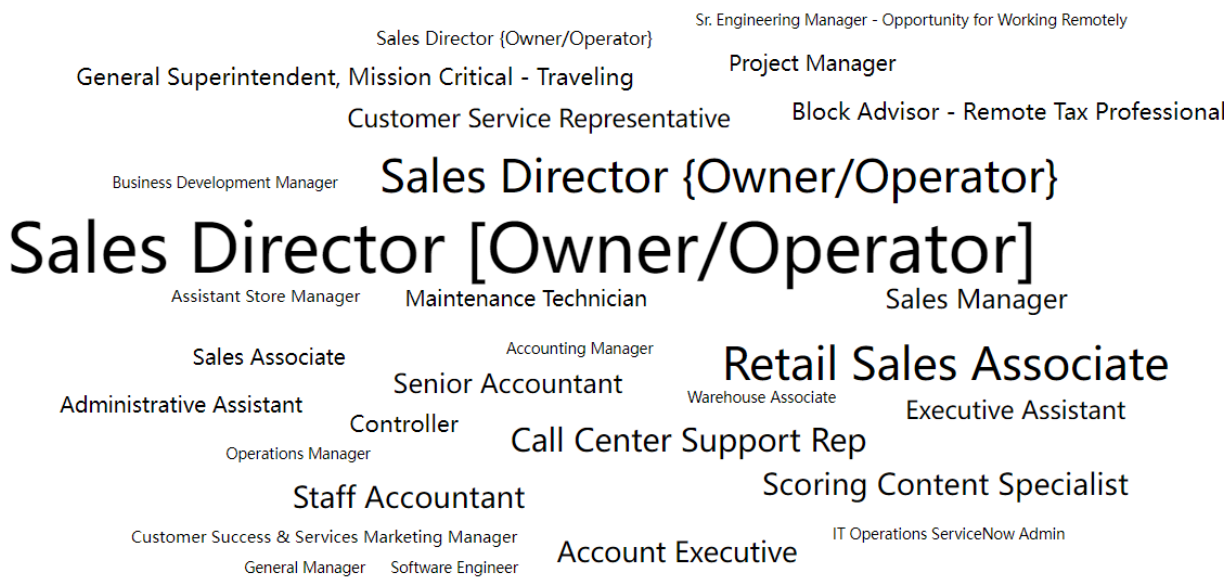 Sr. Engineering Manager - Opportunity for Working Remotely
Sales Director {Owner/Operator}
Project Manager
General Superintendent, Mission Critical - Traveling
Block Advisor - Remote Tax Professional
Customer Service Representative
Sales Director {Owner/Operator}
Business Development Manager
Sales Director [Owner/Operator]
Assistant Store Manager
Maintenance Technician
Sales Manager
Accounting Manager
Sales Associate
Retail Sales Associate
Senior Accountant
Warehouse Associate
Administrative Assistant
Executive Assistant
Controller
Call Center Support Rep
Operations Manager
Scoring Content Specialist
Staff Accountant
IT Operations ServiceNow Admin
Customer Success & Services Marketing Manager
Account Executive
General Manager
Software Engineer